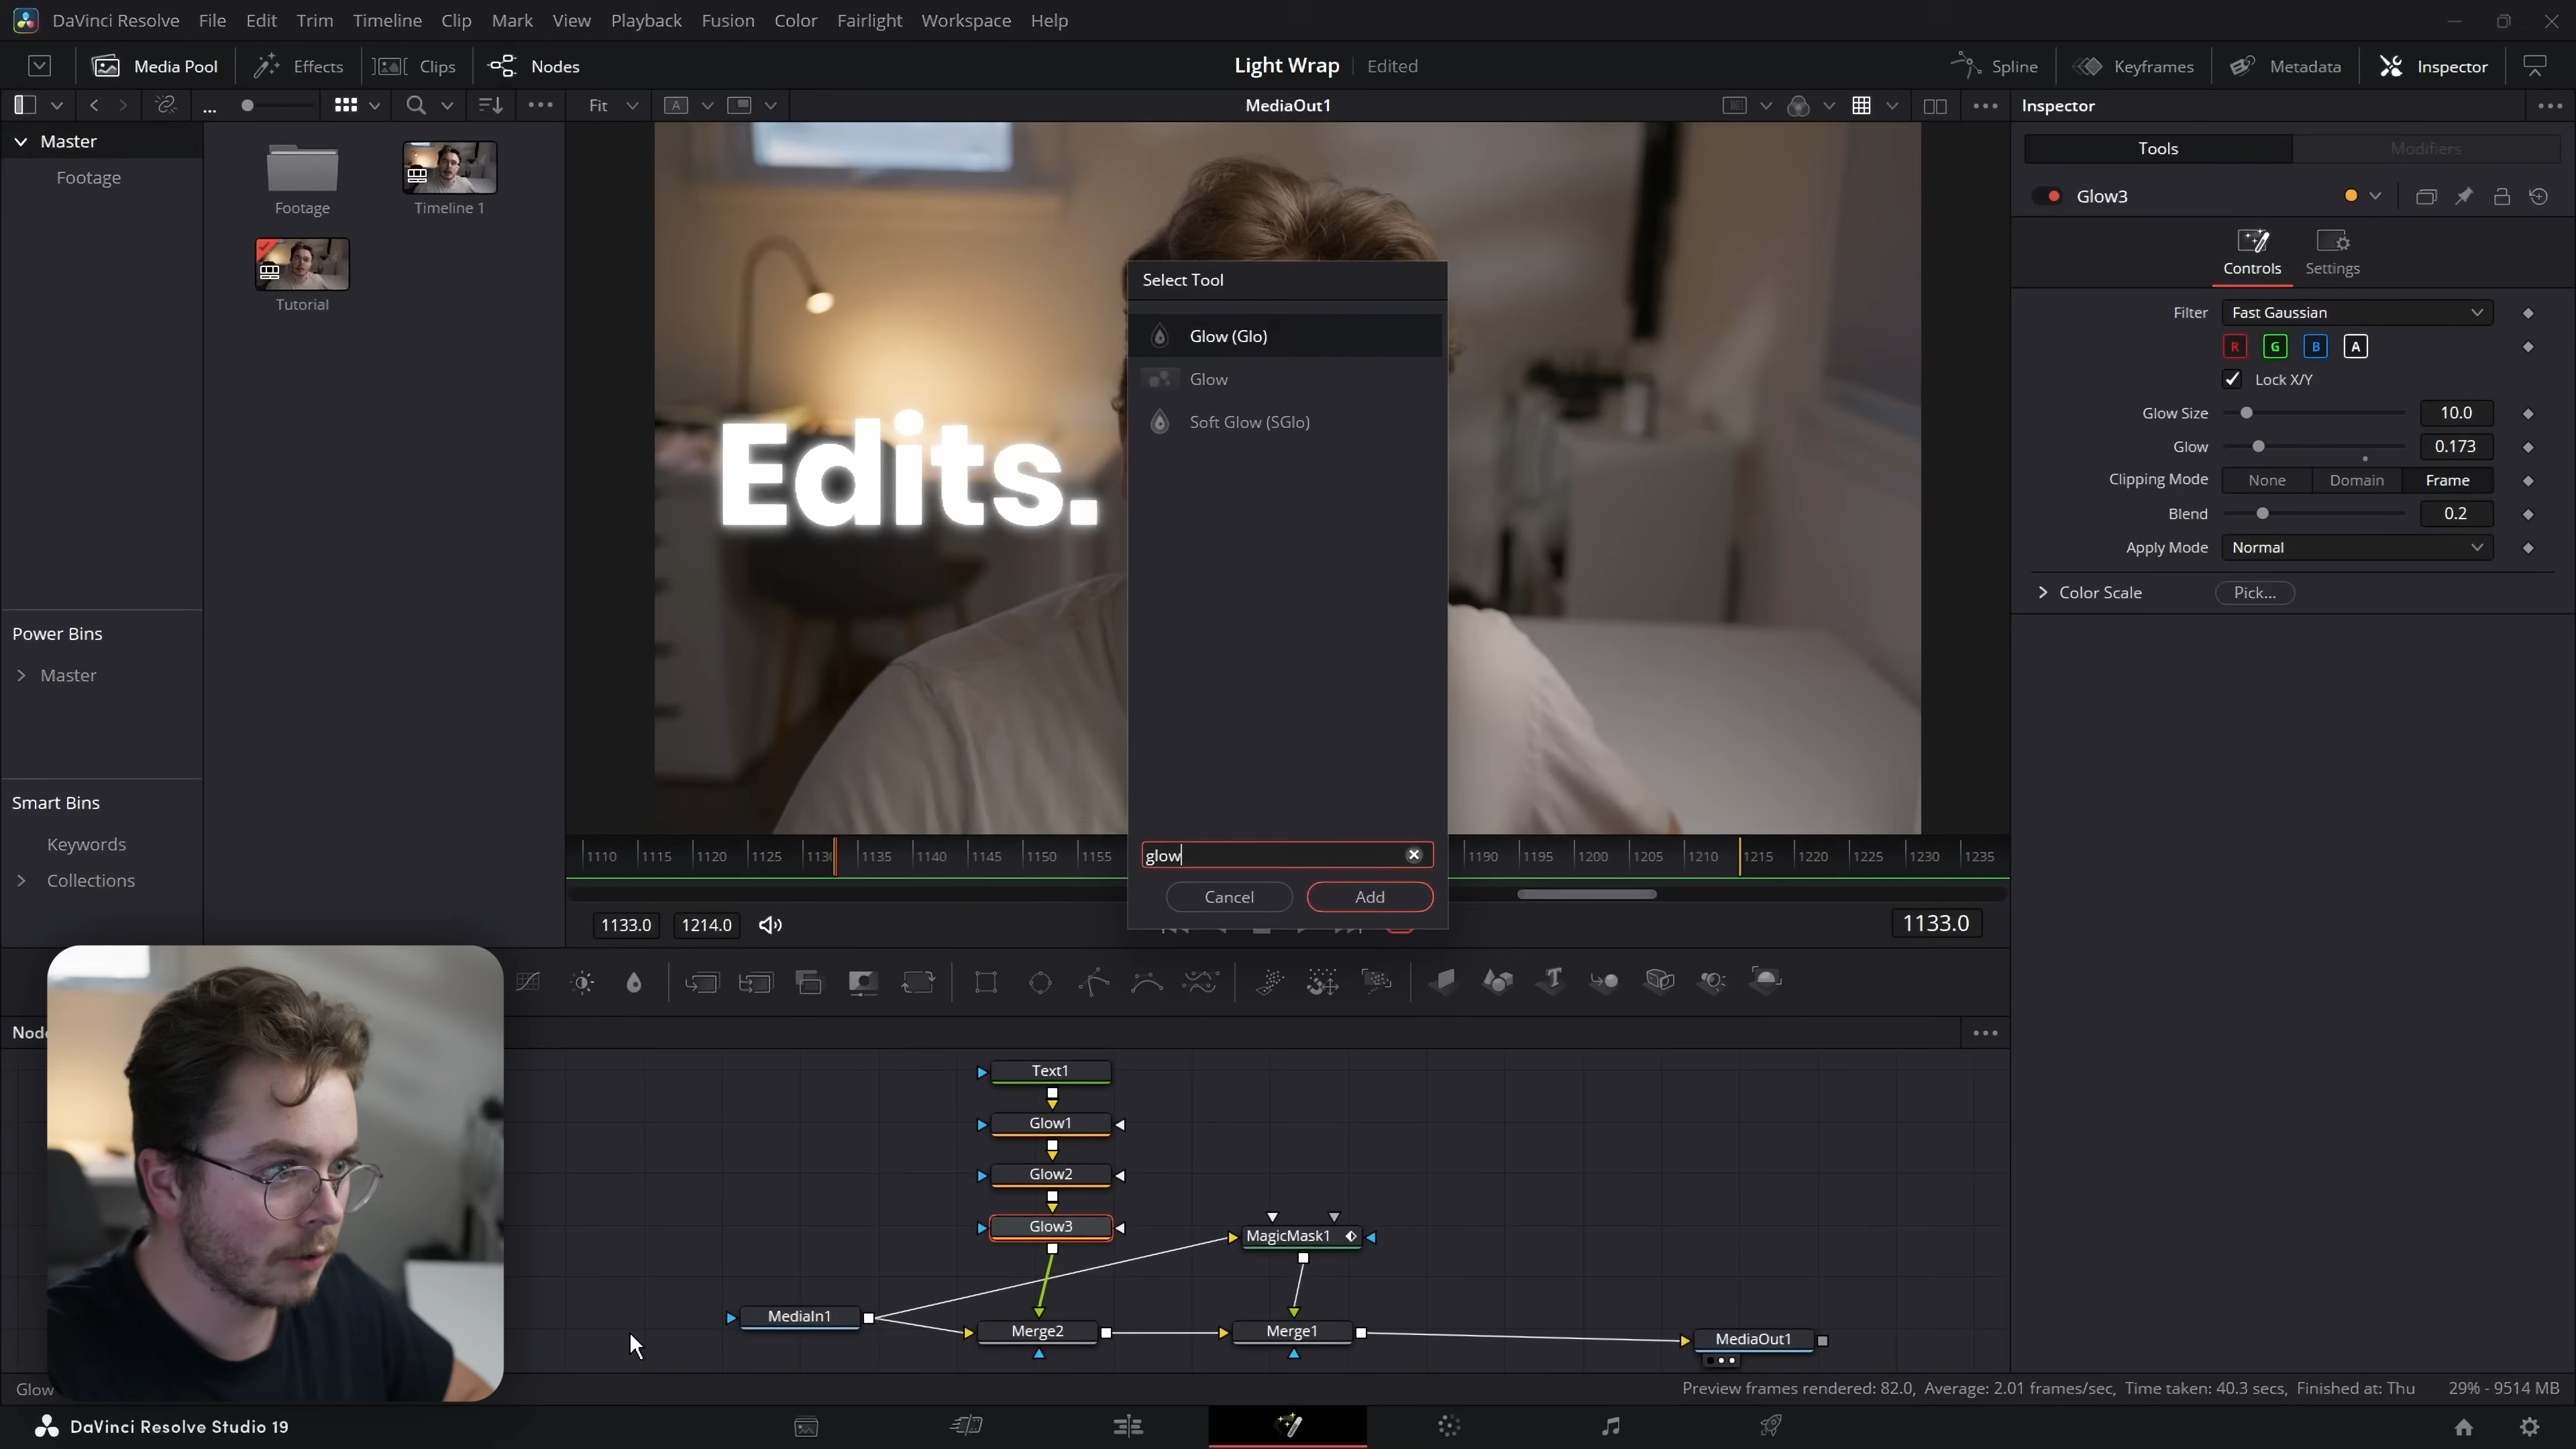 DaVinci Resolve File Edit Trim Timeline Clip Mark View Playback Fusion Color Fairlight Workspace Help
Media Pool Effects Clips Nodes Light Wrap Edited Spline Keyframes Metadata Inspector
... Fit A MediaOut1 Inspector
Master
Footage
Footage
Timeline 1
Tutorial
Power Bins
Master
Smart Bins
Keywords
Collections
Edits.
Select Tool
Glow (Glo)
Glow
Soft Glow (SGlo)
glow
Cancel Add
Tools Modifiers
Glow3
Controls Settings
Filter Fast Gaussian
R G B A
Lock X/Y
Glow Size 10.0
Glow 0.173
Clipping Mode None Domain Frame
Blend 0.2
Apply Mode Normal
Color Scale Pick...
1110 1115 1120 1125 1135 1140 1145 1150 1155 1190 1195 1200 1205 1210 1215 1220 1225 1230 1235
1133.0 1214.0 1133.0
Text1
Glow1
Glow2
Glow3
MagicMask1
MediaIn1
Merge2
Merge1
MediaOut1
Glow
Preview frames rendered: 82.0, Average: 2.01 frames/sec, Time taken: 40.3 secs, Finished at: Thu 29% - 9514 MB
DaVinci Resolve Studio 19